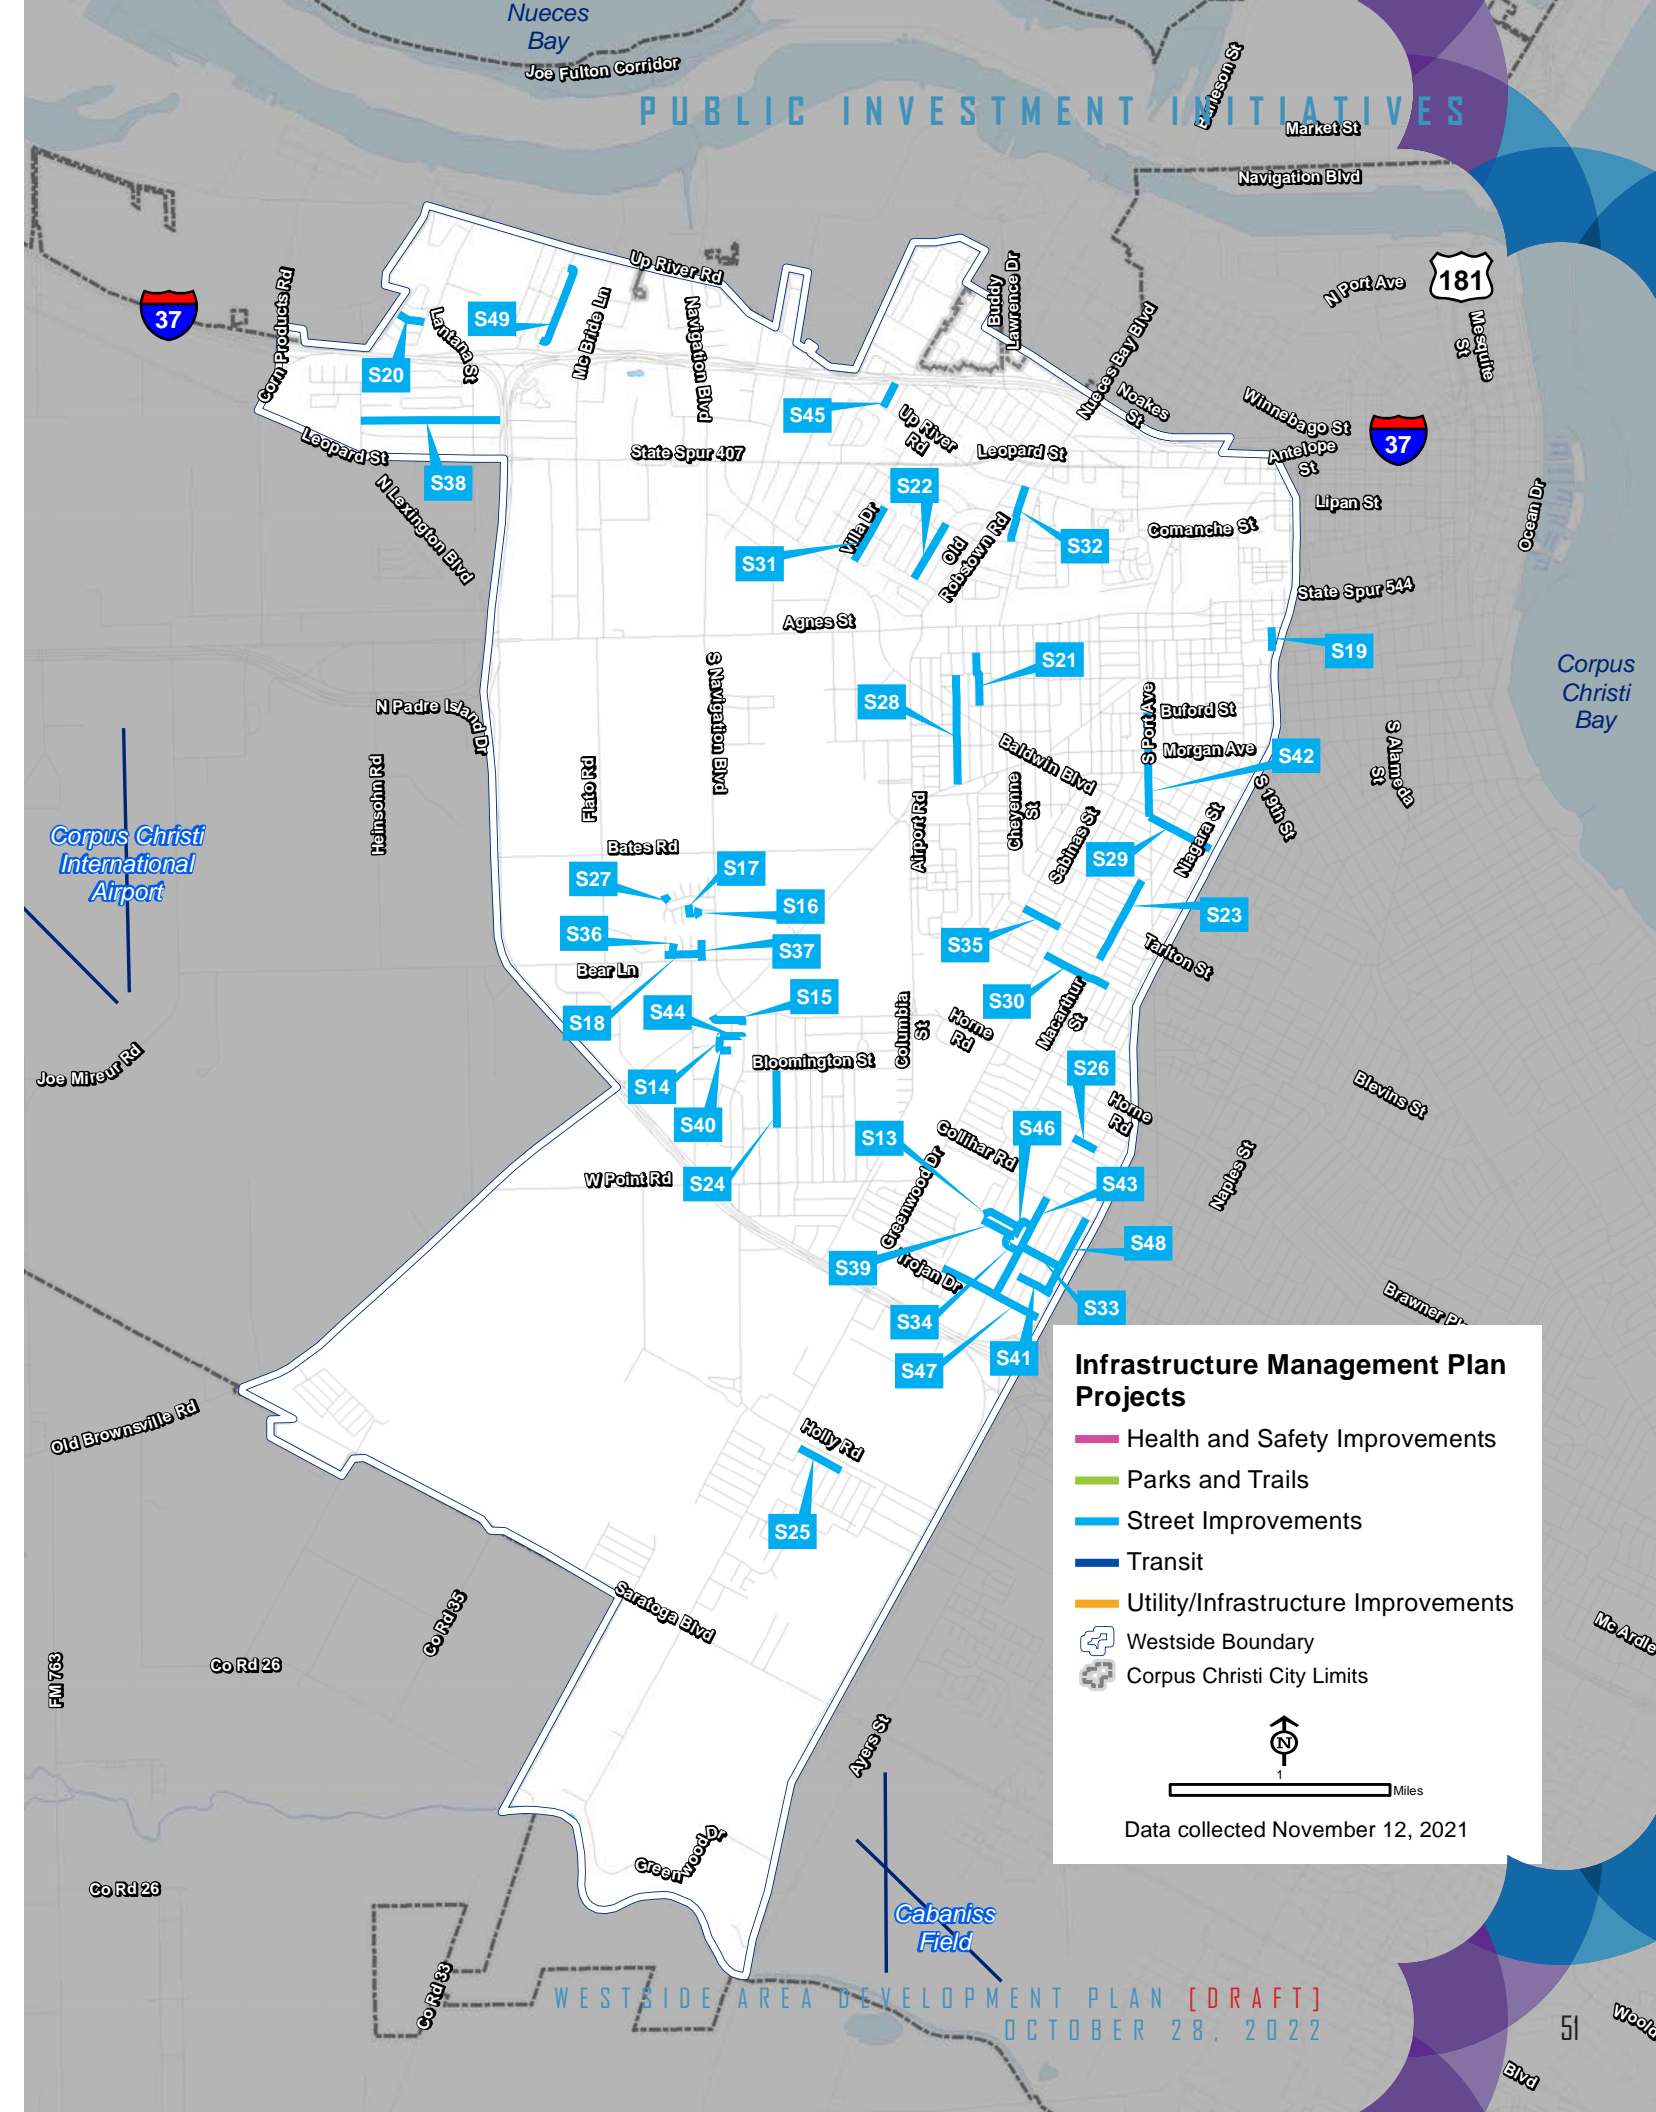 Nueces
Bay
Joe Fulton Corridor
PUBLIC INVESTMENT INITIATIVES
Market St
Navigation Blvd
Up River Rd
Corn Products Rd
37
Lantana St
S49
Mc Bride Ln
Navigation Blvd
Buddy
Lawrence Dr
Nueces Bay Blvd
N Port Ave
181
Mesquite
St
S20
S45
Up River
Rd
Noakes
St
Winnebago St
Antelope
St
37
Leopard St
S38
State Spur 407
Leopard St
Lipan St
Ocean Dr
N Lexington Blvd
S22
Villa Dr
S31
Old
Robstown Rd
S32
Comanche St
State Spur 544
Agnes St
S19
S21
S28
Corpus
Christi
Bay
N Padre Island Dr
S Navigation Blvd
S Port Ave
Buford St
Morgan Ave
S42
S Alameda
St
Heinsohn Rd
Flato Rd
Baldwin Blvd
Cheyenne
St
Airport Rd
Sabinas St
S29
Niagara St
S 19th St
Corpus Christi
International
Airport
Bates Rd
S27
S17
S16
S23
S36
S37
S35
Tarlton St
Bear Ln
S18
S44
S15
S30
Macarthur
St
Columbia
St
Horne
Rd
Joe Mireur Rd
S14
Bloomington St
S40
S26
Horne
Rd
Blevins St
S13
S46
Gollihar Rd
W Point Rd
S24
Greenwood Dr
S43
Naples St
S39
Trojan Dr
S48
S34
S33
S47
S41
Old Brownsville Rd
Holly Rd
S25
Infrastructure Management Plan
Projects
Health and Safety Improvements
Parks and Trails
Street Improvements
Transit
Utility/Infrastructure Improvements
Westside Boundary
Corpus Christi City Limits
N
1
Miles
Data collected November 12, 2021
Saratoga Blvd
Co Rd 35
Co Rd 26
FM 763
Mc Ardle
Ayers St
Greenwood Dr
Co Rd 26
Cabaniss
Field
Co Rd 33
WESTSIDE AREA DEVELOPMENT PLAN [DRAFT]
OCTOBER 28, 2022
51
Blvd